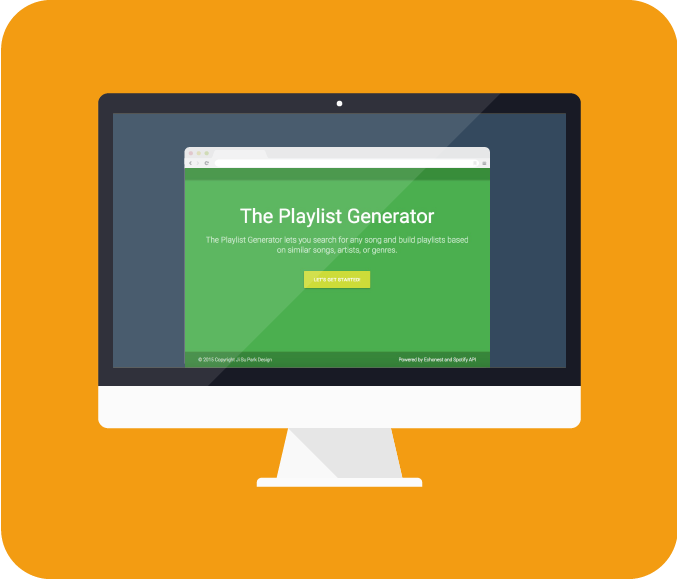 The Playlist Generator
The Playlist Generator lets you search for any song and build playlists based
on similar songs, artists, or genres.
LET'S GET STARTED
© 2015 Copyright Ji Su Park Design
Powered by Echonest and Spotify API